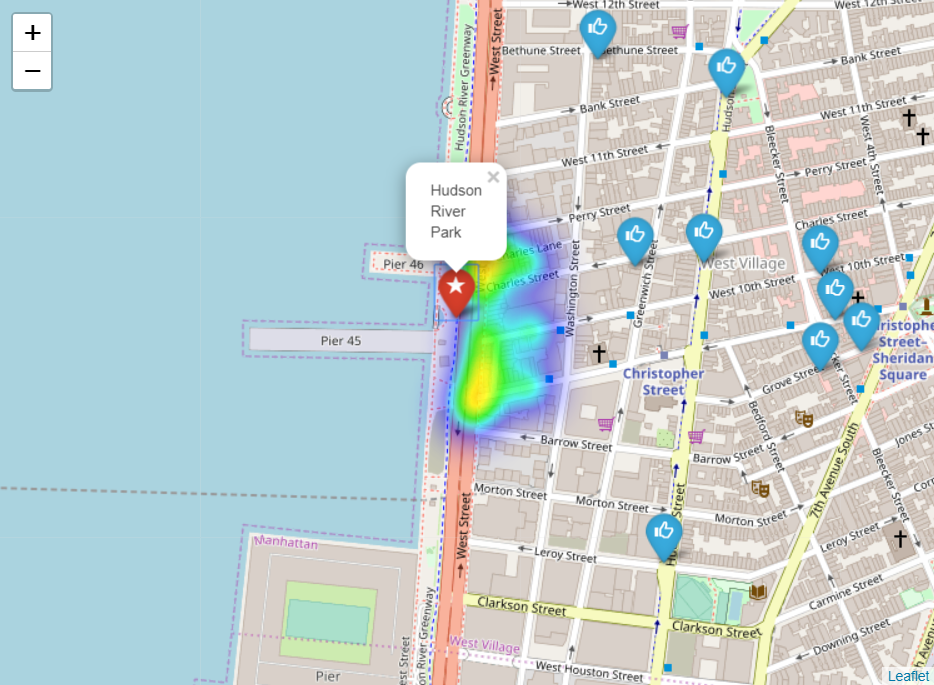 +
−
West 12th Street
West 12th Street
Bethune Street
Bethune Street
West Street
Hudson River Greenway
Bank Street
Bank Street
Hudson
Bleecker Street
West 11th Street
West 11th Street
West 4th Street
Perry Street
Perry Street
Hudson
River
Park
×
Charles Street
Charles Lane
Charles Street
Pier 46
West Village
West 10th Street
West 10th Street
Washington Street
Greenwich Street
Pier 45
Christopher
Street
Christopher
Street–
Sheridan
Square
Grove Street
Bedford Street
Barrow Street
Barrow Street
7th Avenue South
Jones St
Bleecker Street
Morton Street
Morton Street
Morton Street
West Street
Leroy Street
Leroy Street
Manhattan
Carmine Street
Clarkson Street
Clarkson Street
Downing Street
West Village
West Houston Street
Pier
Leaflet